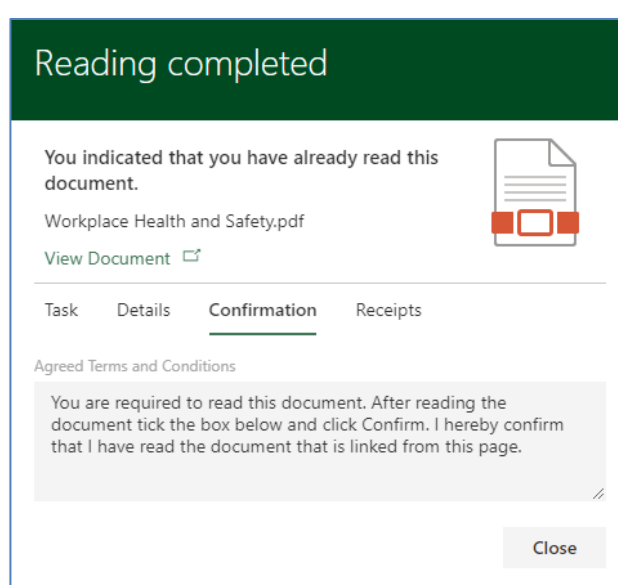 Reading completed
You indicated that you have already read this
document.
Workplace Health and Safety.pdf
View Document
Task Details Confirmation Receipts
Agreed Terms and Conditions
You are required to read this document. After reading the
document tick the box below and click Confirm. I hereby confirm
that I have read the document that is linked from this page.
Close